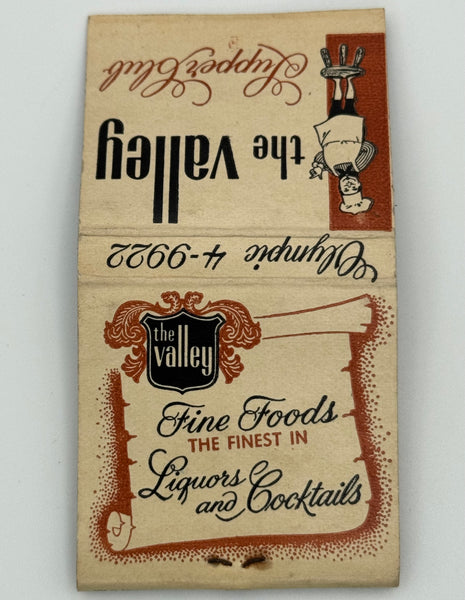 the Valley
Supper Club
Olympic 4-9922
the
valley
Fine Foods
THE FINEST IN
Liquors
and Cocktails